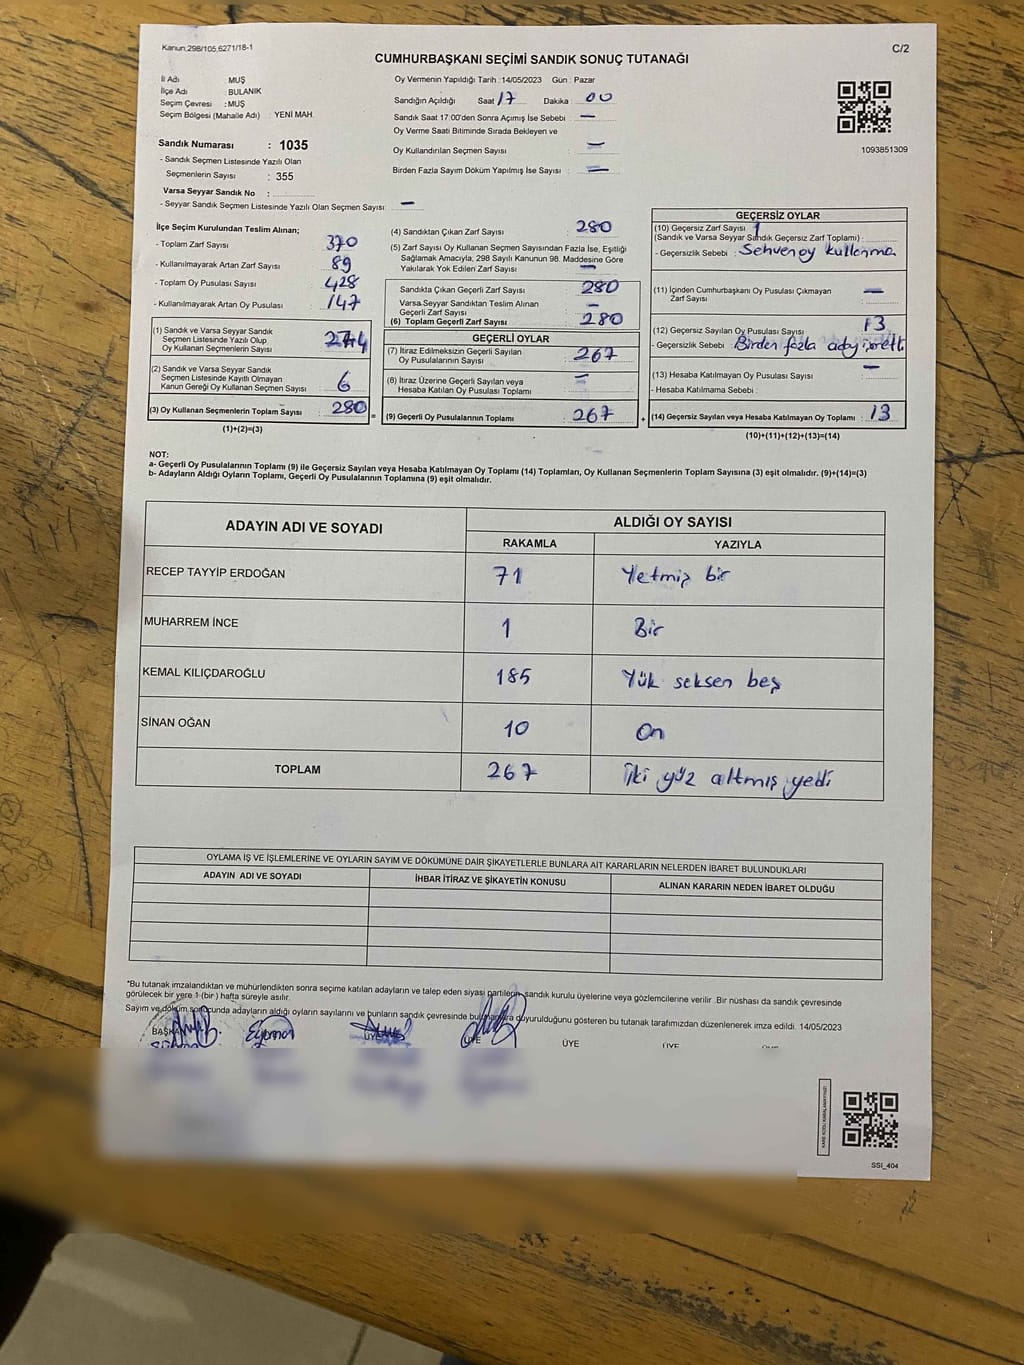 Kanun:298/105,6271/18-1
C/2
CUMHURBAŞKANI SEÇİMİ SANDIK SONUÇ TUTANAĞI
İl Adı : MUŞ
İlçe Adı : BULANIK
Seçim Çevresi : MUŞ
Seçim Bölgesi (Mahalle Adı) : YENİ MAH.
Sandık Numarası : 1035
- Sandık Seçmen Listesinde Yazılı Olan
Seçmenlerin Sayısı : 355
Varsa Seyyar Sandık No :
- Seyyar Sandık Seçmen Listesinde Yazılı Olan Seçmen Sayısı: —
Oy Vermenin Yapıldığı Tarih :14/05/2023 Gün : Pazar
Sandığın Açıldığı Saat 17 Dakika : 00
Sandık Saat 17:00'den Sonra Açımış İse Sebebi : —
Oy Verme Saati Bitiminde Sırada Bekleyen ve
Oy Kullandırılan Seçmen Sayısı : —
Birden Fazla Sayım Döküm Yapılmış İse Sayısı : —
1093851309
İlçe Seçim Kurulundan Teslim Alınan;
- Toplam Zarf Sayısı : 370
- Kullanılmayarak Artan Zarf Sayısı : 89
- Toplam Oy Pusulası Sayısı : 428
- Kullanılmayarak Artan Oy Pusulası : 147
(1) Sandık ve Varsa Seyyar Sandık
Seçmen Listesinde Yazılı Olup
Oy Kullanan Seçmenlerin Sayısı : 274
(2) Sandık ve Varsa Seyyar Sandık
Seçmen Listesinde Kayıtlı Olmayan
Kanun Gereği Oy Kullanan Seçmen Sayısı : 6
(3) Oy Kullanan Seçmenlerin Toplam Sayısı : 280
(1)+(2)=(3)
(4) Sandıktan Çıkan Zarf Sayısı : 280
(5) Zarf Sayısı Oy Kullanan Seçmen Sayısından Fazla İse, Eşitliği
Sağlamak Amacıyla, 298 Sayılı Kanunun 98. Maddesine Göre
Yakılarak Yok Edilen Zarf Sayısı : —
Sandıkta Çıkan Geçerli Zarf Sayısı : 280
Varsa Seyyar Sandıktan Teslim Alınan
Geçerli Zarf Sayısı : —
(6) Toplam Geçerli Zarf Sayısı : 280
GEÇERLİ OYLAR
(7) İtiraz Edilmeksizin Geçerli Sayılan
Oy Pusulalarının Sayısı : 267
(8) İtiraz Üzerine Geçerli Sayılan veya
Hesaba Katılan Oy Pusulası Toplamı : —
= (9) Geçerli Oy Pusulalarının Toplamı : 267
GEÇERSİZ OYLAR
(10) Geçersiz Zarf Sayısı 1
(Sandık ve Varsa Seyyar Sandık Geçersiz Zarf Toplamı) :
- Geçersizlik Sebebi : Sehven oy kullanma
(11) İçinden Cumhurbaşkanı Oy Pusulası Çıkmayan
Zarf Sayısı : —
(12) Geçersiz Sayılan Oy Pusulası Sayısı : 13
- Geçersizlik Sebebi : Birden fazla aday
(13) Hesaba Katılmayan Oy Pusulası Sayısı : —
- Hesaba Katılmama Sebebi :
+ (14) Geçersiz Sayılan veya Hesaba Katılmayan Oy Toplamı : 13
(10)+(11)+(12)+(13)=(14)
NOT:
a- Geçerli Oy Pusulalarının Toplamı (9) ile Geçersiz Sayılan veya Hesaba Katılmayan Oy Toplamı (14) Toplamları, Oy Kullanan Seçmenlerin Toplam Sayısına (3) eşit olmalıdır. (9)+(14)=(3)
b- Adayların Aldığı Oyların Toplamı, Geçerli Oy Pusulalarının Toplamına (9) eşit olmalıdır.
ADAYIN ADI VE SOYADI
ALDIĞI OY SAYISI
RAKAMLA YAZIYLA
RECEP TAYYİP ERDOĞAN 71 Yetmiş bir
MUHARREM İNCE 1 Bir
KEMAL KILIÇDAROĞLU 185 Yük seksen beş
SİNAN OĞAN 10 On
TOPLAM 267 İki yüz altmış yedi
OYLAMA İŞ VE İŞLEMLERİNE VE OYLARIN SAYIM VE DÖKÜMÜNE DAİR ŞİKAYETLERLE BUNLARA AİT KARARLARIN NELERDEN İBARET BULUNDUKLARI
ADAYIN ADI VE SOYADI İHBAR İTİRAZ VE ŞİKAYETİN KONUSU ALINAN KARARIN NEDEN İBARET OLDUĞU
*Bu tutanak imzalandıktan ve mühürlendikten sonra seçime katılan adayların ve talep eden siyasi partilerin sandık kurulu üyelerine veya gözlemcilerine verilir .Bir nüshası da sandık çevresinde
görülecek bir yere 1 (bir ) hafta süreyle asılır.
Sayım ve döküm sonucunda adayların aldığı oyların sayılarını ve bunların sandık çevresinde bulunanlara duyurulduğunu gösteren bu tutanak tarafımızdan düzenlenerek imza edildi. 14/05/2023
ÜYE ÜYE ÜYE ÜYE
SSI_404